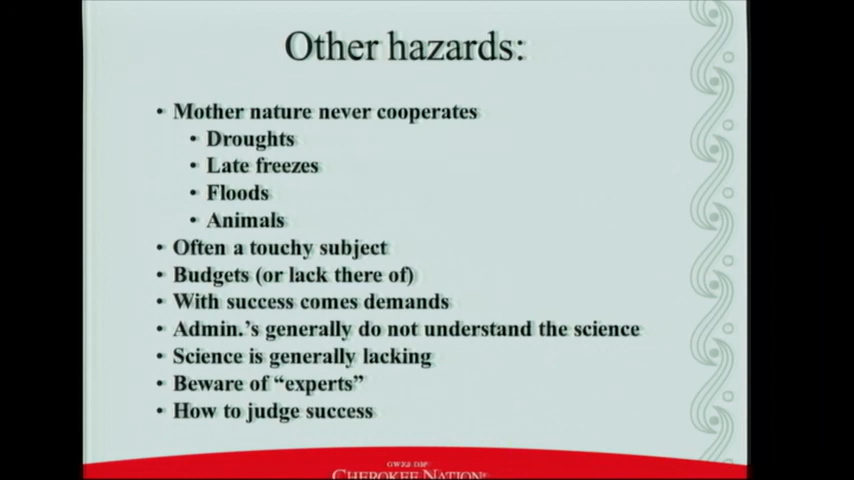 Other hazards:
• Mother nature never cooperates
• Droughts
• Late freezes
• Floods
• Animals
• Often a touchy subject
• Budgets (or lack there of)
• With success comes demands
• Admin.'s generally do not understand the science
• Science is generally lacking
• Beware of “experts”
• How to judge success
CHEROKEE NATION